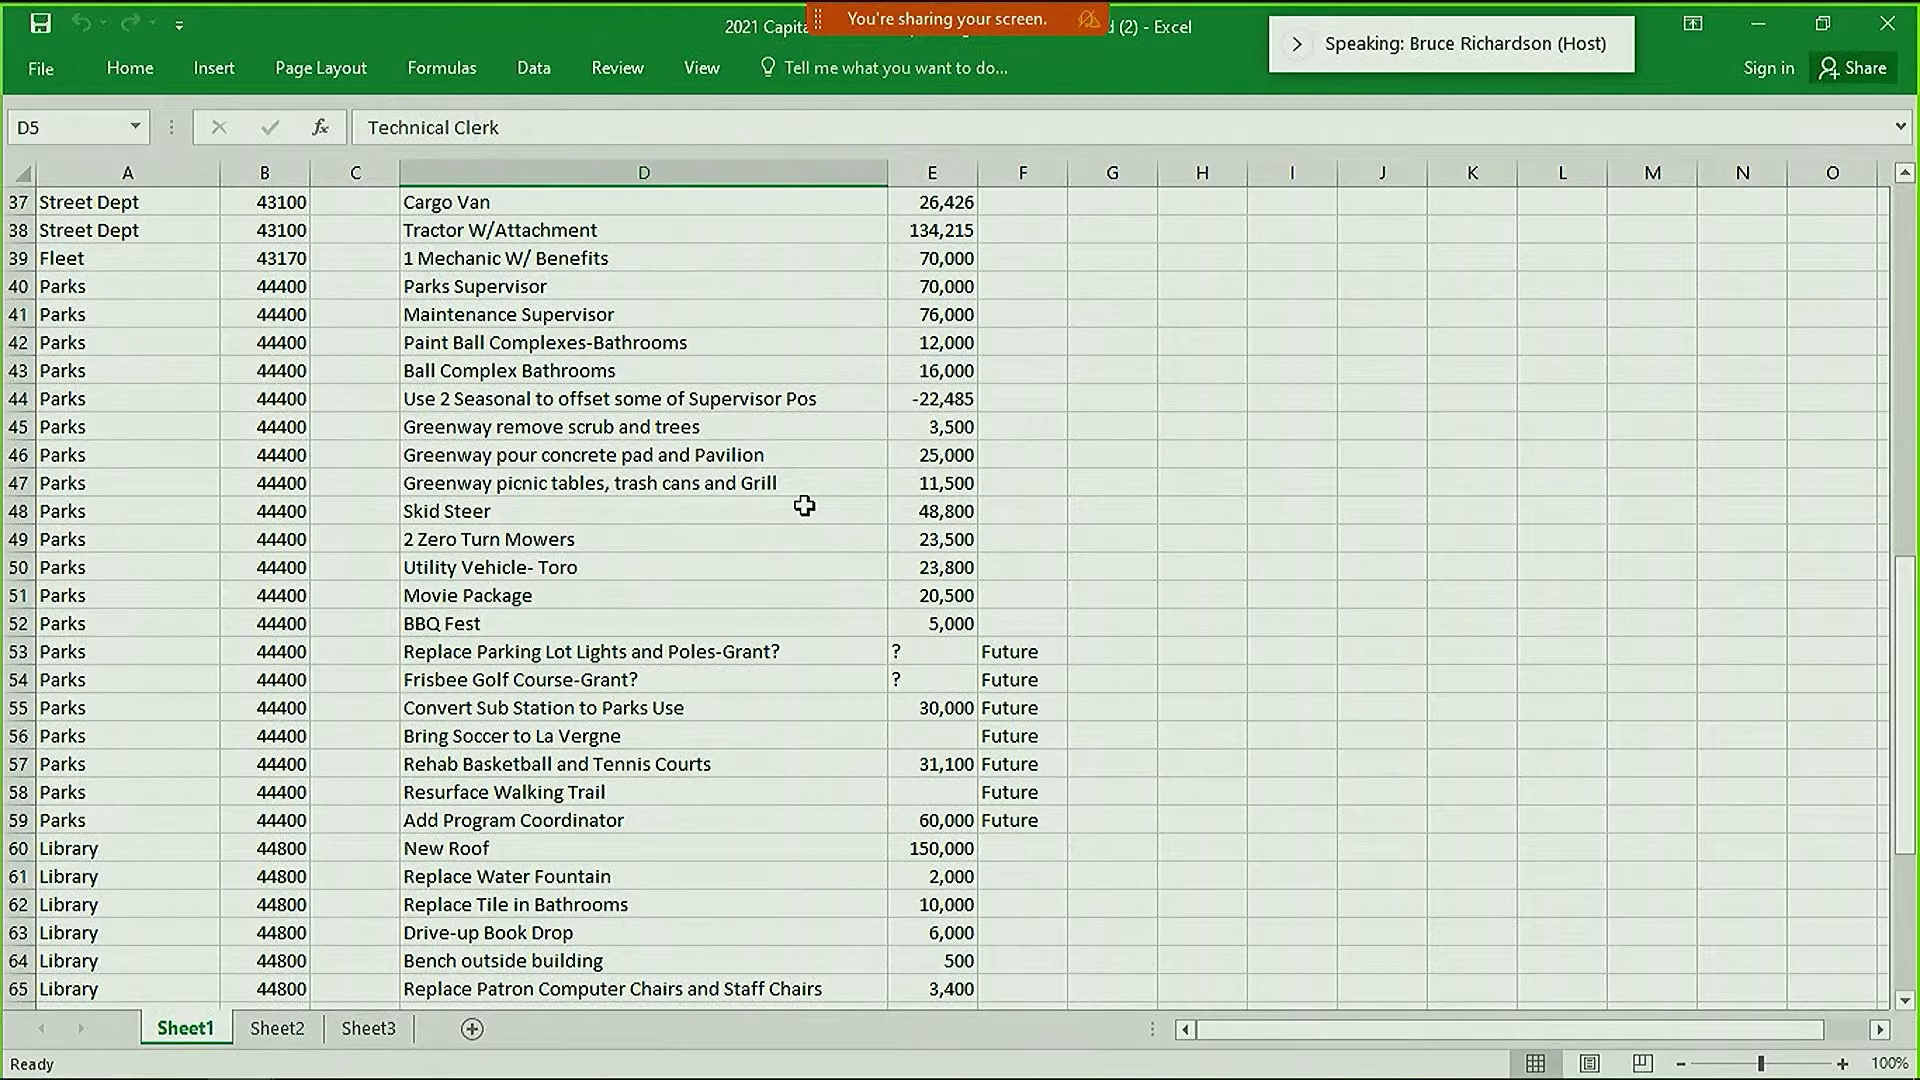 2021 Capita
You're sharing your screen.
d (2) - Excel
Speaking: Bruce Richardson (Host)
File Home Insert Page Layout Formulas Data Review View Tell me what you want to do... Sign in Share
D5 fx Technical Clerk
A B C D E F G H I J K L M N O
37 Street Dept 43100 Cargo Van 26,426
38 Street Dept 43100 Tractor W/Attachment 134,215
39 Fleet 43170 1 Mechanic W/ Benefits 70,000
40 Parks 44400 Parks Supervisor 70,000
41 Parks 44400 Maintenance Supervisor 76,000
42 Parks 44400 Paint Ball Complexes-Bathrooms 12,000
43 Parks 44400 Ball Complex Bathrooms 16,000
44 Parks 44400 Use 2 Seasonal to offset some of Supervisor Pos -22,485
45 Parks 44400 Greenway remove scrub and trees 3,500
46 Parks 44400 Greenway pour concrete pad and Pavilion 25,000
47 Parks 44400 Greenway picnic tables, trash cans and Grill 11,500
48 Parks 44400 Skid Steer 48,800
49 Parks 44400 2 Zero Turn Mowers 23,500
50 Parks 44400 Utility Vehicle- Toro 23,800
51 Parks 44400 Movie Package 20,500
52 Parks 44400 BBQ Fest 5,000
53 Parks 44400 Replace Parking Lot Lights and Poles-Grant? ? Future
54 Parks 44400 Frisbee Golf Course-Grant? ? Future
55 Parks 44400 Convert Sub Station to Parks Use 30,000 Future
56 Parks 44400 Bring Soccer to La Vergne Future
57 Parks 44400 Rehab Basketball and Tennis Courts 31,100 Future
58 Parks 44400 Resurface Walking Trail Future
59 Parks 44400 Add Program Coordinator 60,000 Future
60 Library 44800 New Roof 150,000
61 Library 44800 Replace Water Fountain 2,000
62 Library 44800 Replace Tile in Bathrooms 10,000
63 Library 44800 Drive-up Book Drop 6,000
64 Library 44800 Bench outside building 500
65 Library 44800 Replace Patron Computer Chairs and Staff Chairs 3,400
Sheet1 Sheet2 Sheet3
Ready 100%